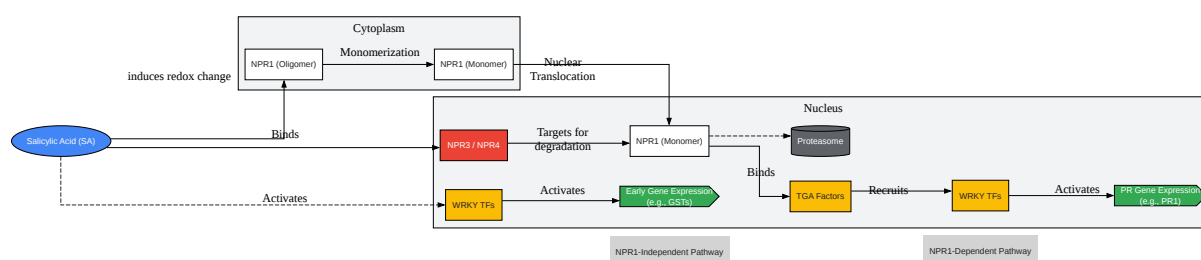 Cytoplasm
NPR1 (Oligomer)
Monomerization
NPR1 (Monomer)
induces redox change
Nuclear
Translocation
Nucleus
Salicylic Acid (SA)
Binds
NPR3 / NPR4
Targets for
degradation
NPR1 (Monomer)
Proteasome
Binds
Activates
WRKY TFs
Activates
Early Gene Expression
(e.g., GSTs)
TGA Factors
Recruits
WRKY TFs
Activates
PR Gene Expression
(e.g., PR1)
NPR1-Independent Pathway
NPR1-Dependent Pathway